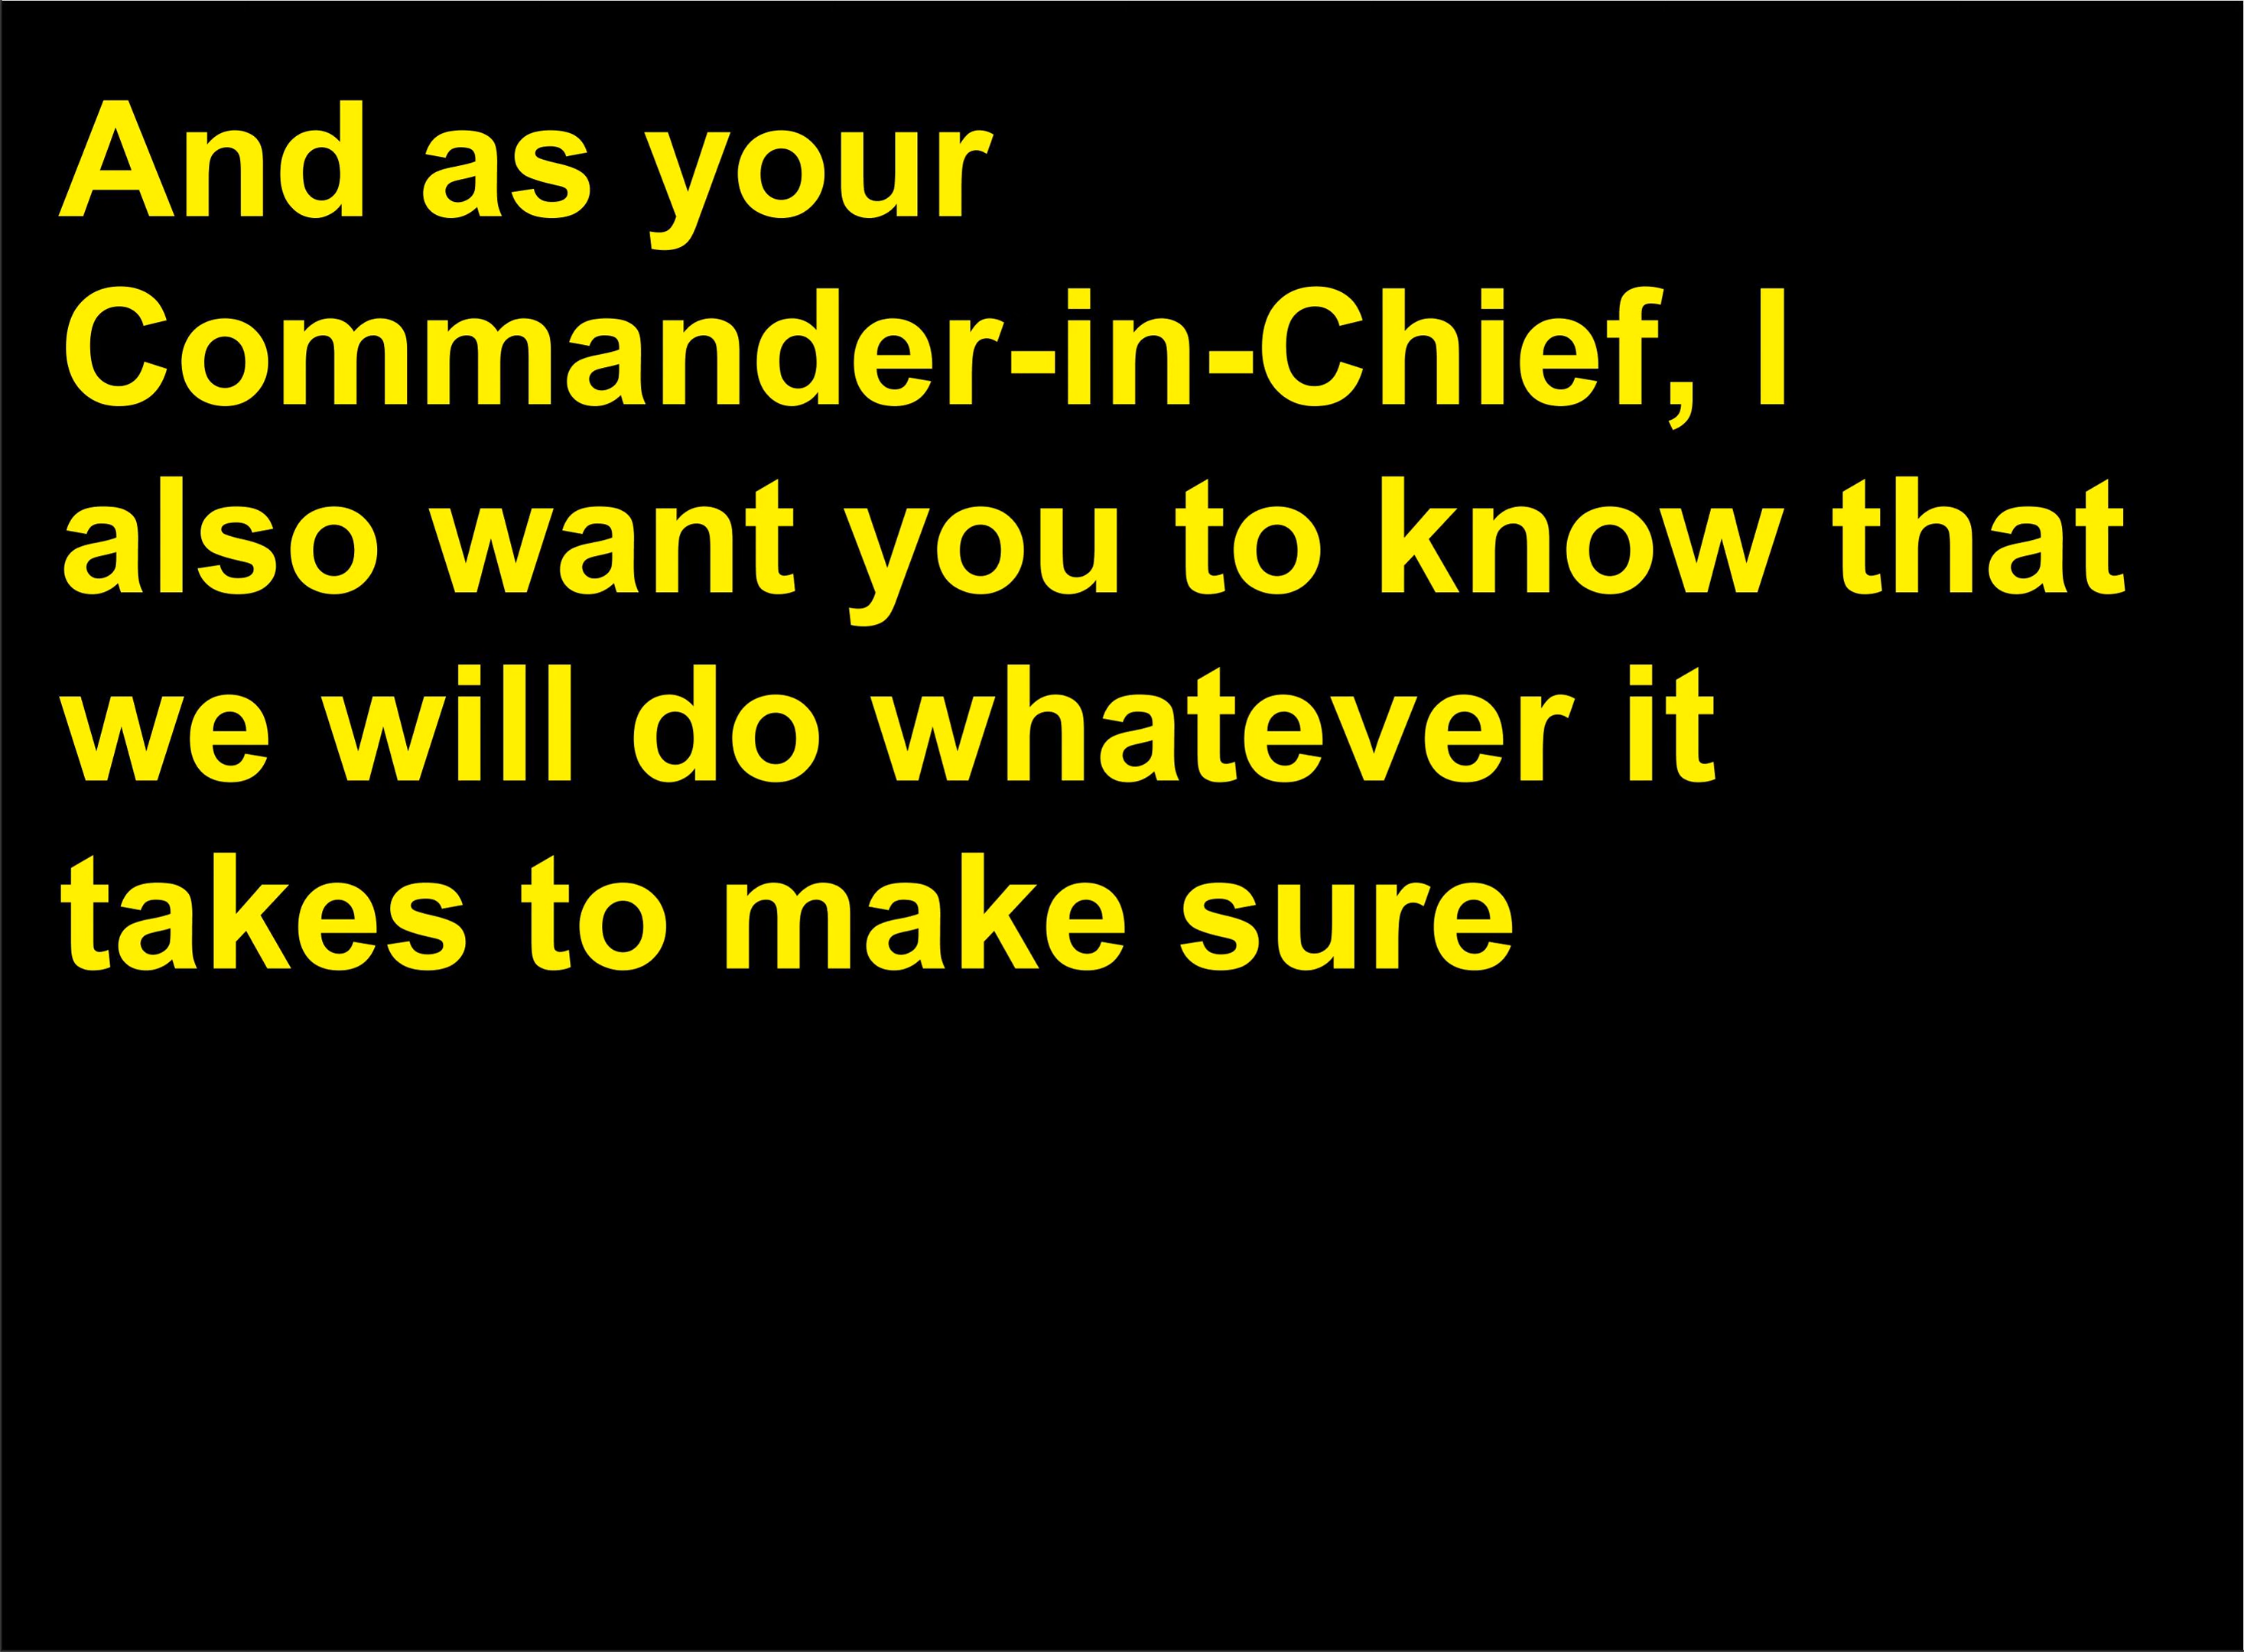 And as your
Commander-in-Chief, I
also want you to know that
we will do whatever it
takes to make sure